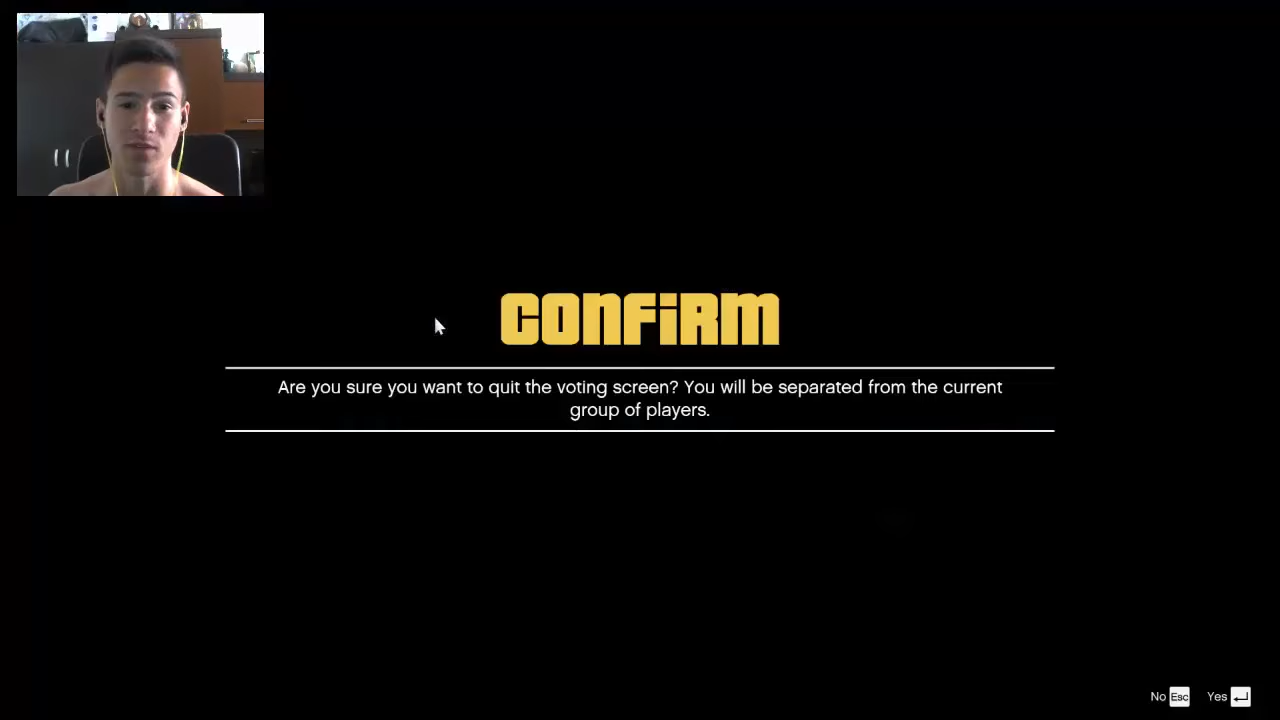 CONFIRM
Are you sure you want to quit the voting screen? You will be separated from the current
group of players.
No Esc Yes